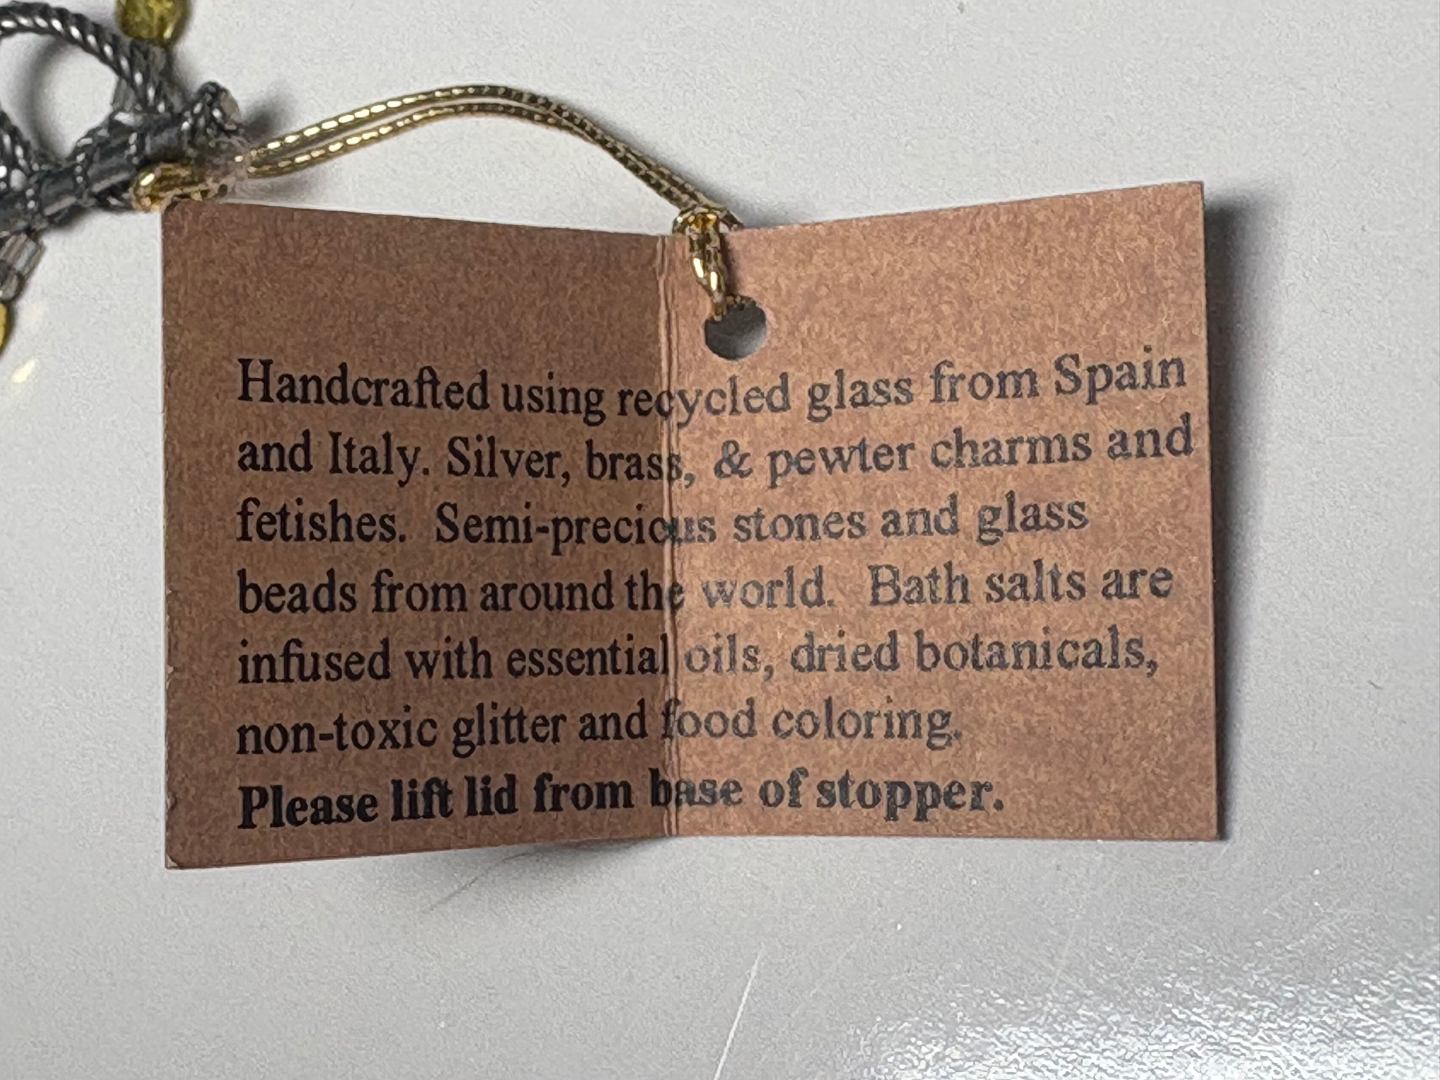 Handcrafted using recycled glass from Spain
and Italy. Silver, brass, & pewter charms and
fetishes.  Semi-precious stones and glass
beads from around the world.  Bath salts are
infused with essential oils, dried botanicals,
non-toxic glitter and food coloring.
Please lift lid from base of stopper.